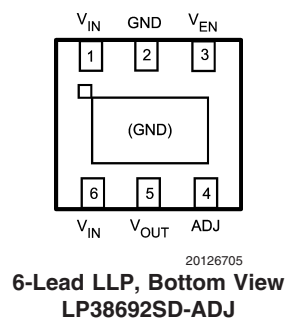 VIN GND VEN
1 2 3
(GND)
6 5 4
VIN VOUT ADJ
20126705
6-Lead LLP, Bottom View
LP38692SD-ADJ